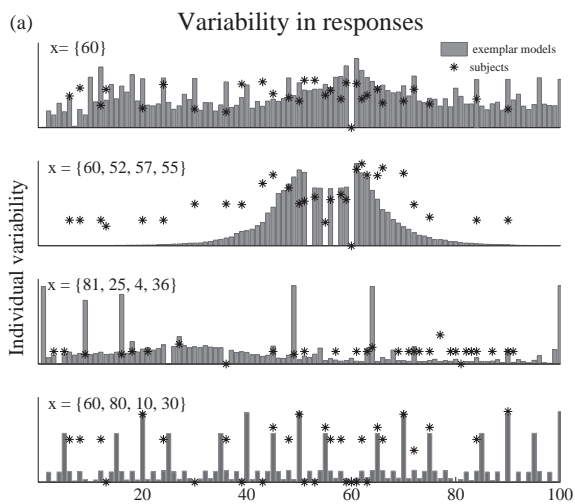 (a)
Variability in responses
x= {60}
exemplar models
subjects
x = {60, 52, 57, 55}
Individual variability
x = {81, 25, 4, 36}
x = {60, 80, 10, 30}
20 40 60 80 100